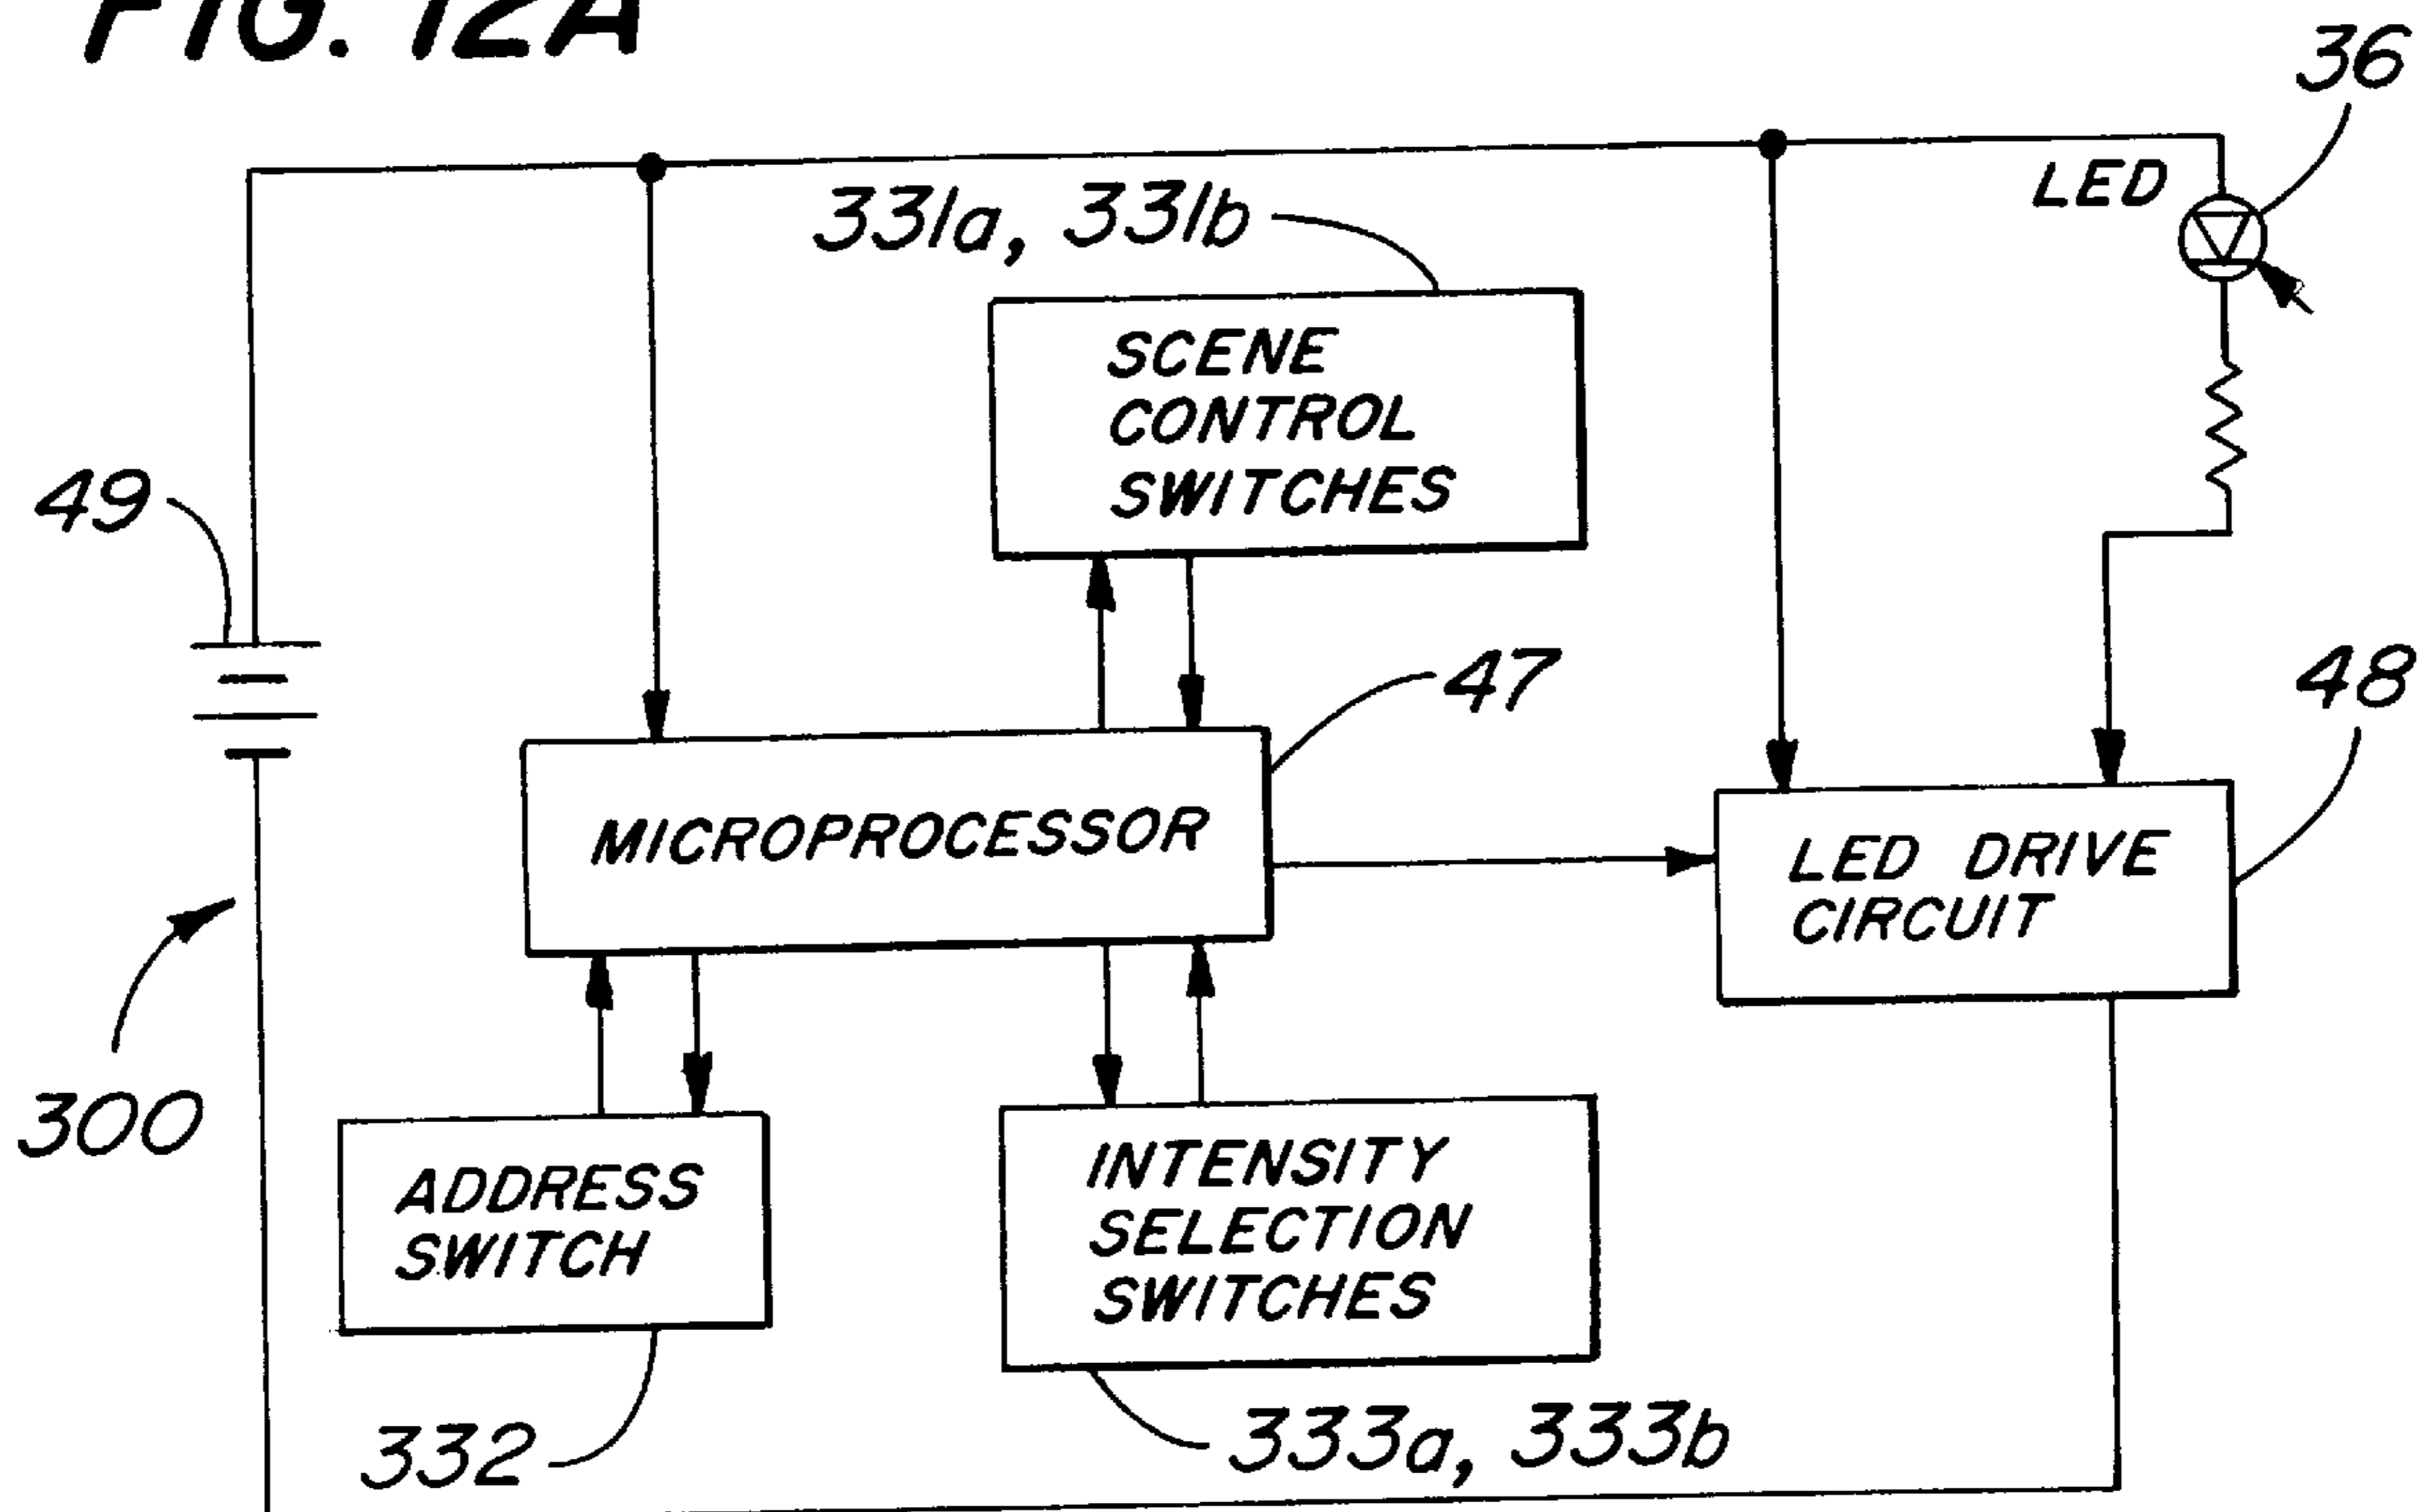 FIG. 12A
36
LED
331a, 331b
SCENE
CONTROL
SWITCHES
49
47
48
MICROPROCESSOR
LED DRIVE
CIRCUIT
300
ADDRESS
SWITCH
INTENSITY
SELECTION
SWITCHES
332
333a, 333b